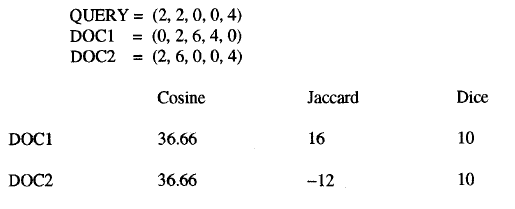 QUERY = (2, 2, 0, 0, 4)
DOC1 = (0, 2, 6, 4, 0)
DOC2 = (2, 6, 0, 0, 4)
Cosine Jaccard Dice
DOC1 36.66 16 10
DOC2 36.66 −12 10